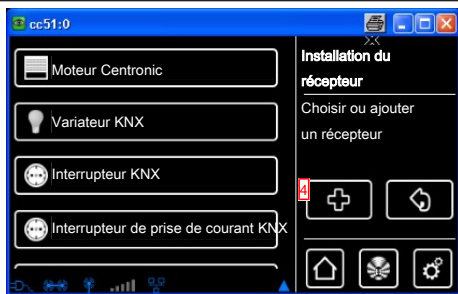 cc51:0
Moteur Centronic
Variateur KNX
Interrupteur KNX
Interrupteur de prise de courant KNX
Installation du
récepteur
Choisir ou ajouter
un récepteur
4